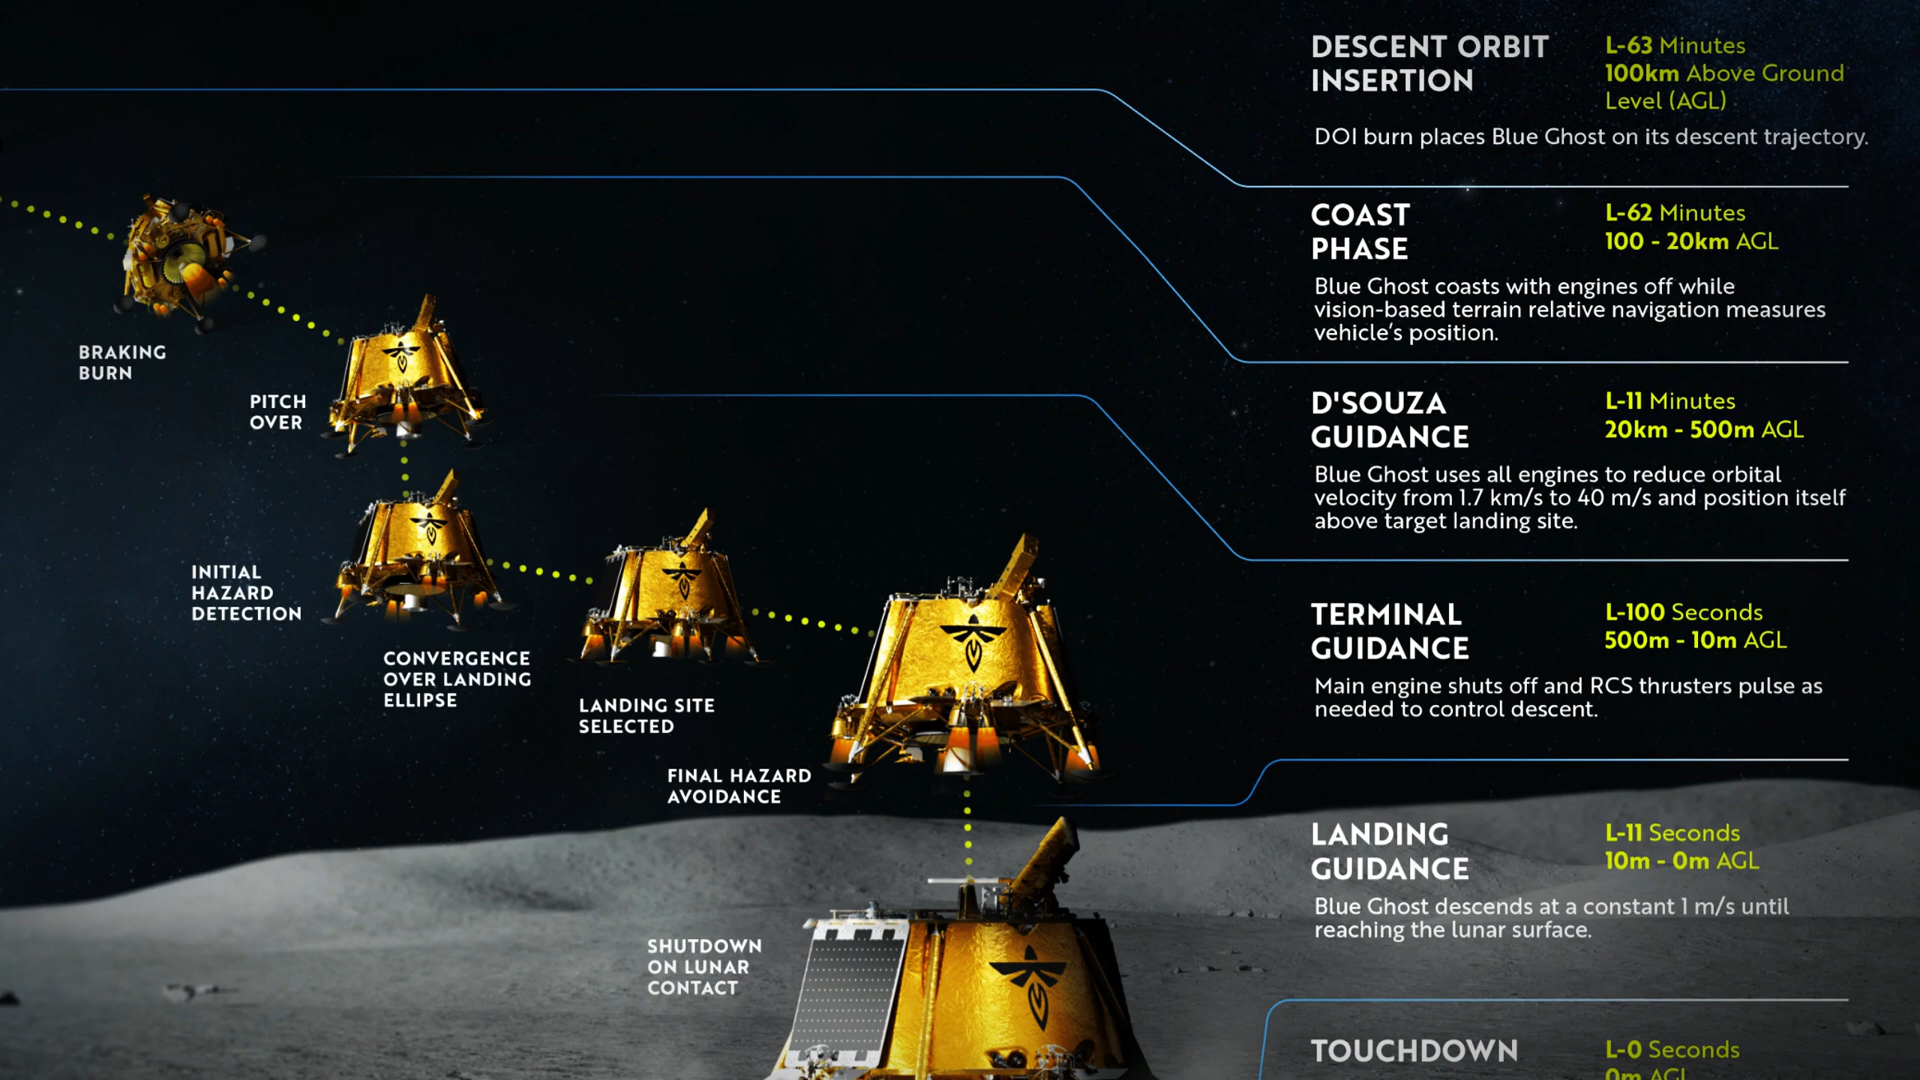 DESCENT ORBIT
INSERTION
L-63 Minutes
100km Above Ground
Level (AGL)
DOI burn places Blue Ghost on its descent trajectory.
COAST
PHASE
L-62 Minutes
100 - 20km AGL
Blue Ghost coasts with engines off while
vision-based terrain relative navigation measures
vehicle's position.
D'SOUZA
GUIDANCE
L-11 Minutes
20km - 500m AGL
Blue Ghost uses all engines to reduce orbital
velocity from 1.7 km/s to 40 m/s and position itself
above target landing site.
TERMINAL
GUIDANCE
L-100 Seconds
500m - 10m AGL
Main engine shuts off and RCS thrusters pulse as
needed to control descent.
LANDING
GUIDANCE
L-11 Seconds
10m - 0m AGL
Blue Ghost descends at a constant 1 m/s until
reaching the lunar surface.
TOUCHDOWN
L-0 Seconds
0m AGL
BRAKING
BURN
PITCH
OVER
INITIAL
HAZARD
DETECTION
CONVERGENCE
OVER LANDING
ELLIPSE
LANDING SITE
SELECTED
FINAL HAZARD
AVOIDANCE
SHUTDOWN
ON LUNAR
CONTACT